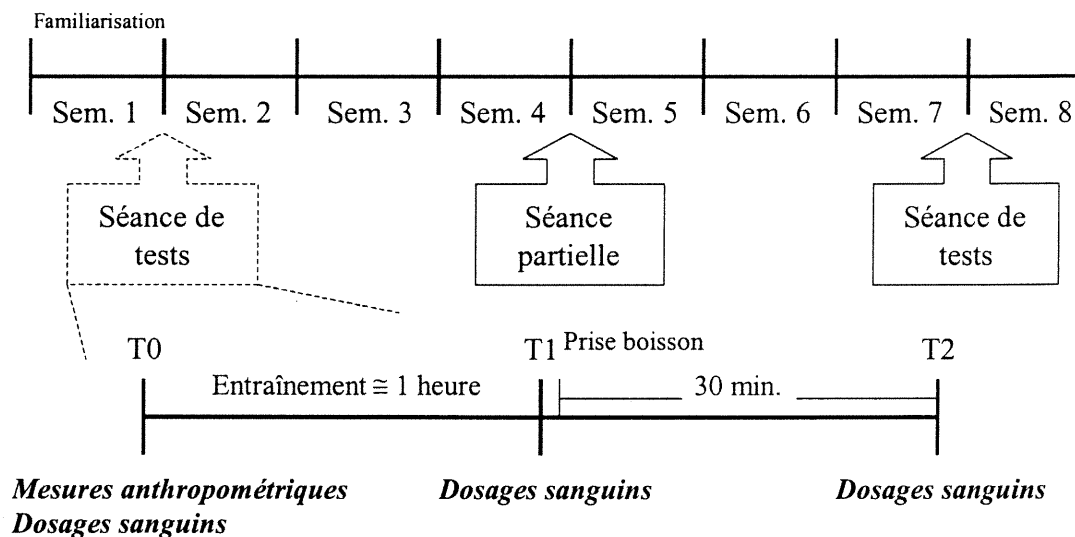 Familiarisation
Sem. 1 Sem. 2 Sem. 3 Sem. 4 Sem. 5 Sem. 6 Sem. 7 Sem. 8
Séance de tests
Séance partielle
Séance de tests
T0 T1 Prise boisson T2
Entraînement ≅ 1 heure 30 min.
Mesures anthropométriques Dosages sanguins Dosages sanguins
Dosages sanguins